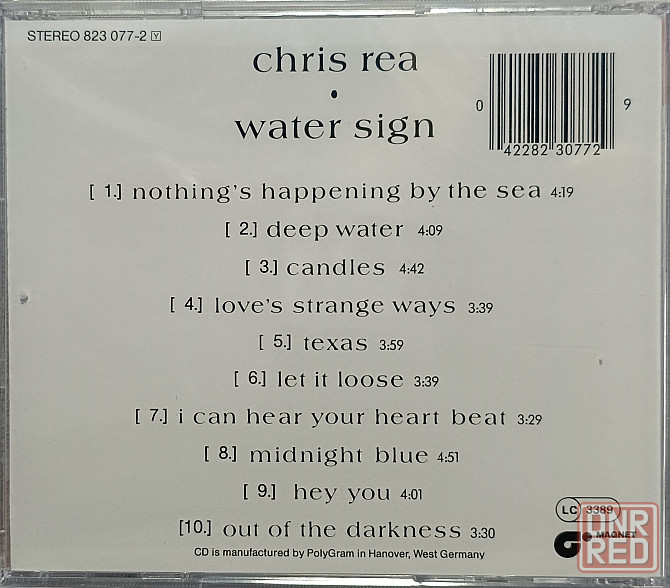 STEREO 823 077-2 Y
chris rea
•
water sign
0 42282 30772 9
[ 1.] nothing's happening by the sea 4:19
[ 2.] deep water 4:09
[ 3.] candles 4:42
[ 4.] love's strange ways 3:39
[ 5.] texas 3:59
[ 6.] let it loose 3:39
[ 7.] i can hear your heart beat 3:29
[ 8.] midnight blue 4:51
[ 9.] hey you 4:01
[10.] out of the darkness 3:30
CD is manufactured by PolyGram in Hanover, West Germany
LC 3389
MAGNET
DNR
RED